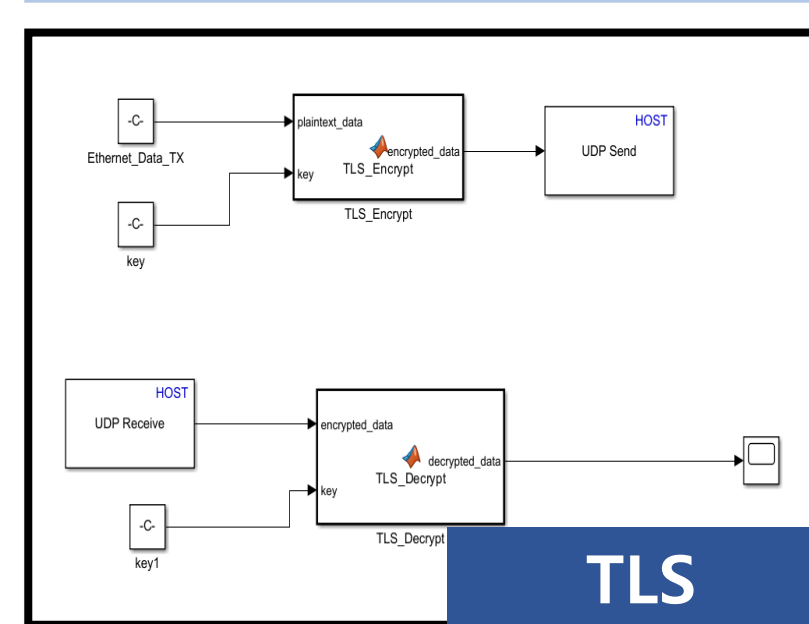 -C-
Ethernet_Data_TX
-C-
key
plaintext_data
encrypted_data
key
TLS_Encrypt
TLS_Encrypt
HOST
UDP Send
HOST
UDP Receive
-C-
key1
encrypted_data
decrypted_data
key
TLS_Decrypt
TLS_Decrypt
TLS